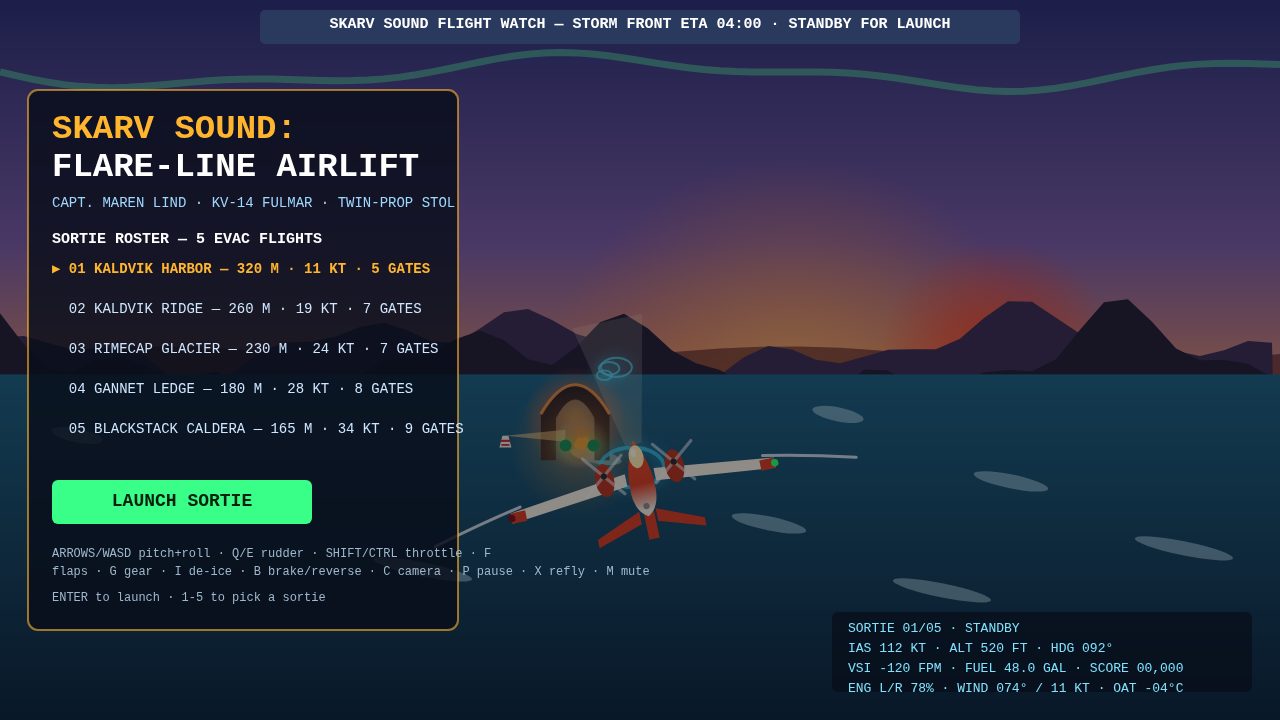 SKARV SOUND FLIGHT WATCH — STORM FRONT ETA 04:00 · STANDBY FOR LAUNCH
SKARV SOUND:
FLARE-LINE AIRLIFT
CAPT. MAREN LIND · KV-14 FULMAR · TWIN-PROP STOL
SORTIE ROSTER — 5 EVAC FLIGHTS
▶ 01 KALDVIK HARBOR — 320 M · 11 KT · 5 GATES
02 KALDVIK RIDGE — 260 M · 19 KT · 7 GATES
03 RIMECAP GLACIER — 230 M · 24 KT · 7 GATES
04 GANNET LEDGE — 180 M · 28 KT · 8 GATES
05 BLACKSTACK CALDERA — 165 M · 34 KT · 9 GATES
LAUNCH SORTIE
ARROWS/WASD pitch+roll · Q/E rudder · SHIFT/CTRL throttle · F
flaps · G gear · I de-ice · B brake/reverse · C camera · P pause · X refly · M mute
ENTER to launch · 1-5 to pick a sortie
SORTIE 01/05 · STANDBY
IAS 112 KT · ALT 520 FT · HDG 092°
VSI -120 FPM · FUEL 48.0 GAL · SCORE 00,000
ENG L/R 78% · WIND 074° / 11 KT · OAT -04°C